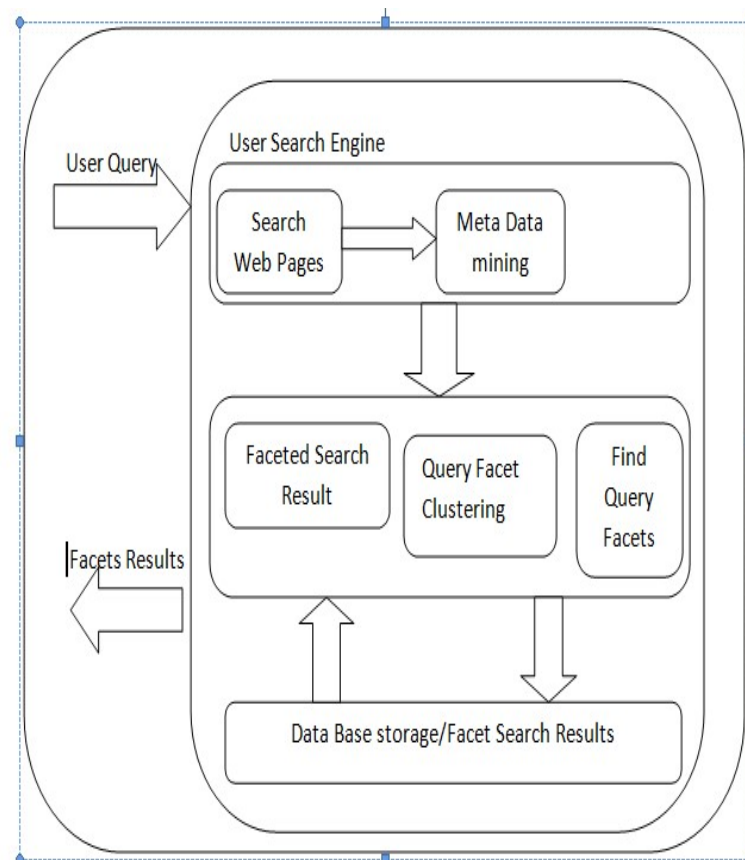 User Query
User Search Engine
Search
Web Pages
Meta Data
mining
Faceted Search
Result
Query Facet
Clustering
Find
Query
Facets
Facets Results
Data Base storage/Facet Search Results